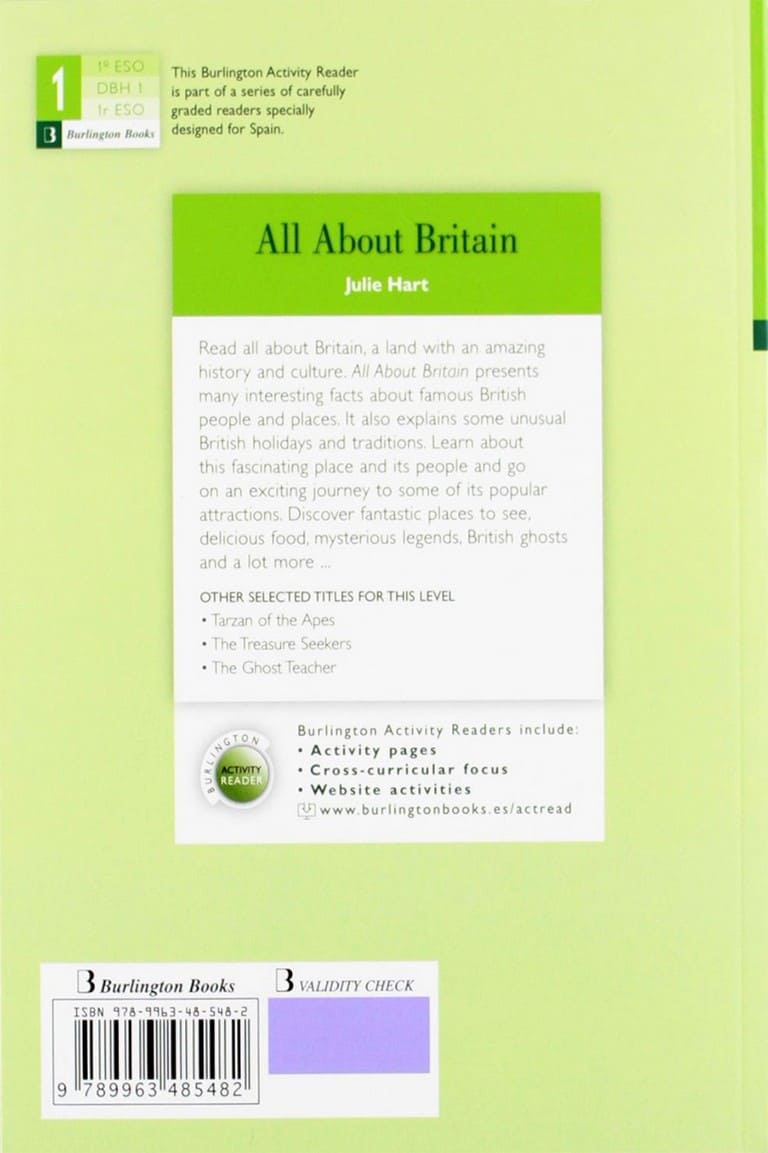 1
1º ESO
DBH 1
1r ESO
B Burlington Books
This Burlington Activity Reader
is part of a series of carefully
graded readers specially
designed for Spain.
All About Britain
Julie Hart
Read all about Britain, a land with an amazing
history and culture. All About Britain presents
many interesting facts about famous British
people and places. It also explains some unusual
British holidays and traditions. Learn about
this fascinating place and its people and go
on an exciting journey to some of its popular
attractions. Discover fantastic places to see,
delicious food, mysterious legends, British ghosts
and a lot more ...
OTHER SELECTED TITLES FOR THIS LEVEL
• Tarzan of the Apes
• The Treasure Seekers
• The Ghost Teacher
BURLINGTON
ACTIVITY
READER
Burlington Activity Readers include:
• Activity pages
• Cross-curricular focus
• Website activities
www.burlingtonbooks.es/actread
B Burlington Books
B VALIDITY CHECK
ISBN 978-9963-48-548-2
9 789963 485482